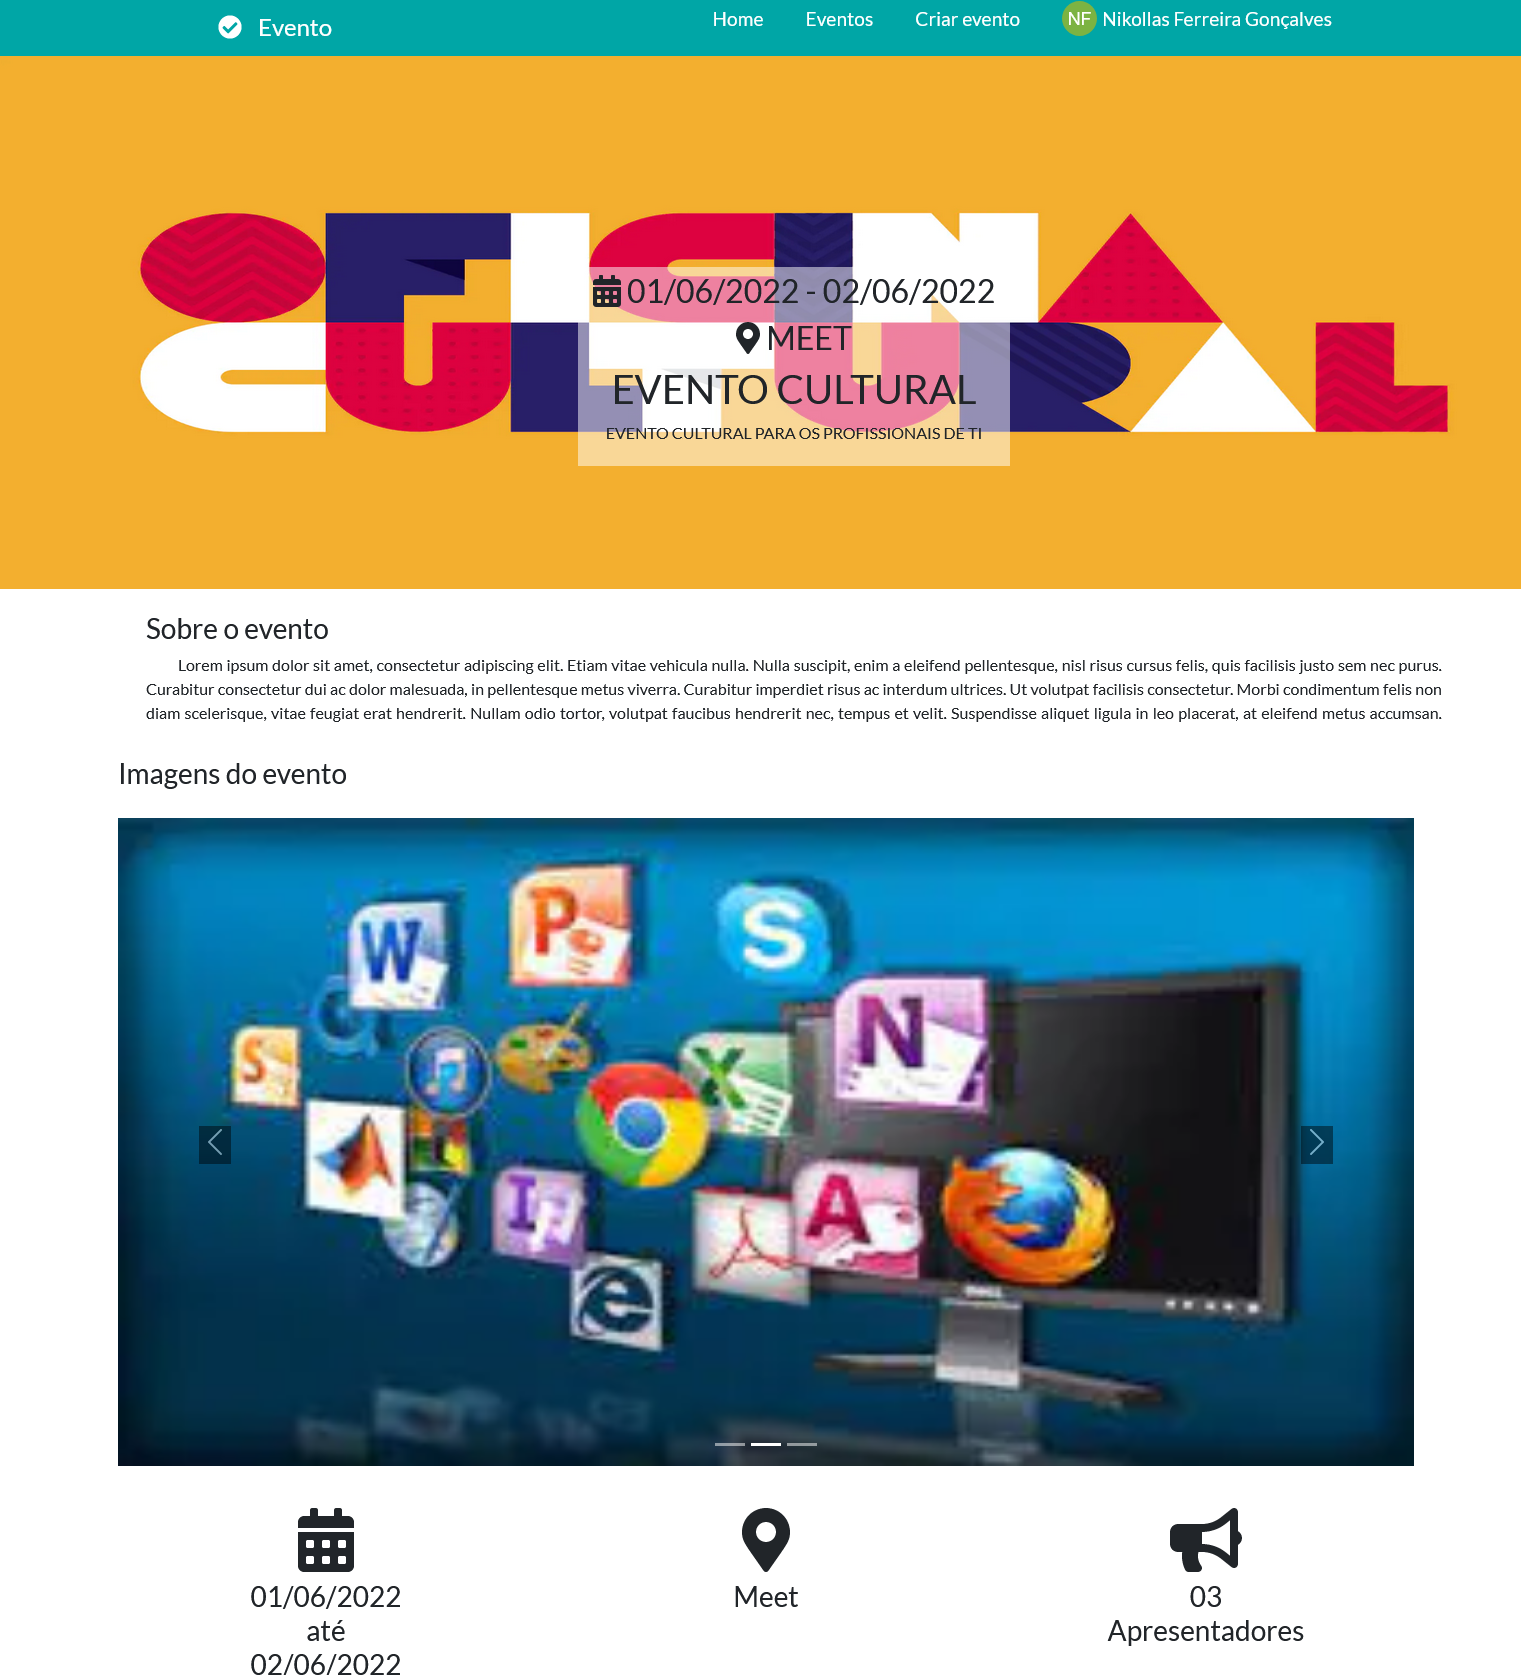 Evento
Home
Eventos
Criar evento
NF
Nikollas Ferreira Gonçalves
OFICINA
CULTURAL
01/06/2022 - 02/06/2022
MEET
EVENTO CULTURAL
EVENTO CULTURAL PARA OS PROFISSIONAIS DE TI
Sobre o evento
Lorem ipsum dolor sit amet, consectetur adipiscing elit. Etiam vitae vehicula nulla. Nulla suscipit, enim a eleifend pellentesque, nisl risus cursus felis, quis facilisis justo sem nec purus.
Curabitur consectetur dui ac dolor malesuada, in pellentesque metus viverra. Curabitur imperdiet risus ac interdum ultrices. Ut volutpat facilisis consectetur. Morbi condimentum felis non
diam scelerisque, vitae feugiat erat hendrerit. Nullam odio tortor, volutpat faucibus hendrerit nec, tempus et velit. Suspendisse aliquet ligula in leo placerat, at eleifend metus accumsan.
Imagens do evento
W
P
S
N
S
X
I
A
e
DELL
01/06/2022
até
02/06/2022
Meet
03
Apresentadores